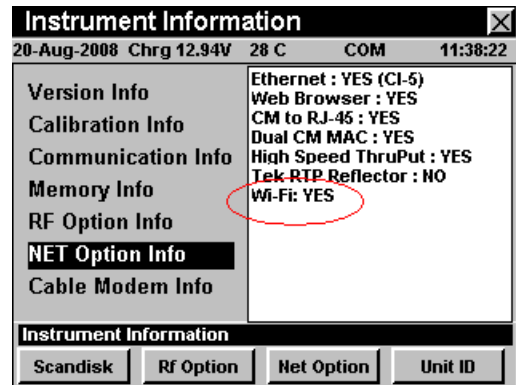 Instrument Information
20-Aug-2008 Chrg 12.94V 28 C COM 11:38:22
Version Info
Calibration Info
Communication Info
Memory Info
RF Option Info
NET Option Info
Cable Modem Info
Ethernet : YES (CI-5)
Web Browser : YES
CM to RJ-45 : YES
Dual CM MAC : YES
High Speed ThruPut : YES
Tek RTP Reflector : NO
Wi-Fi: YES
Instrument Information
Scandisk Rf Option Net Option Unit ID